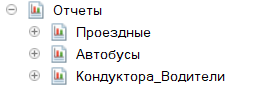 Отчеты
Проездные
Автобусы
Кондуктора_Водители